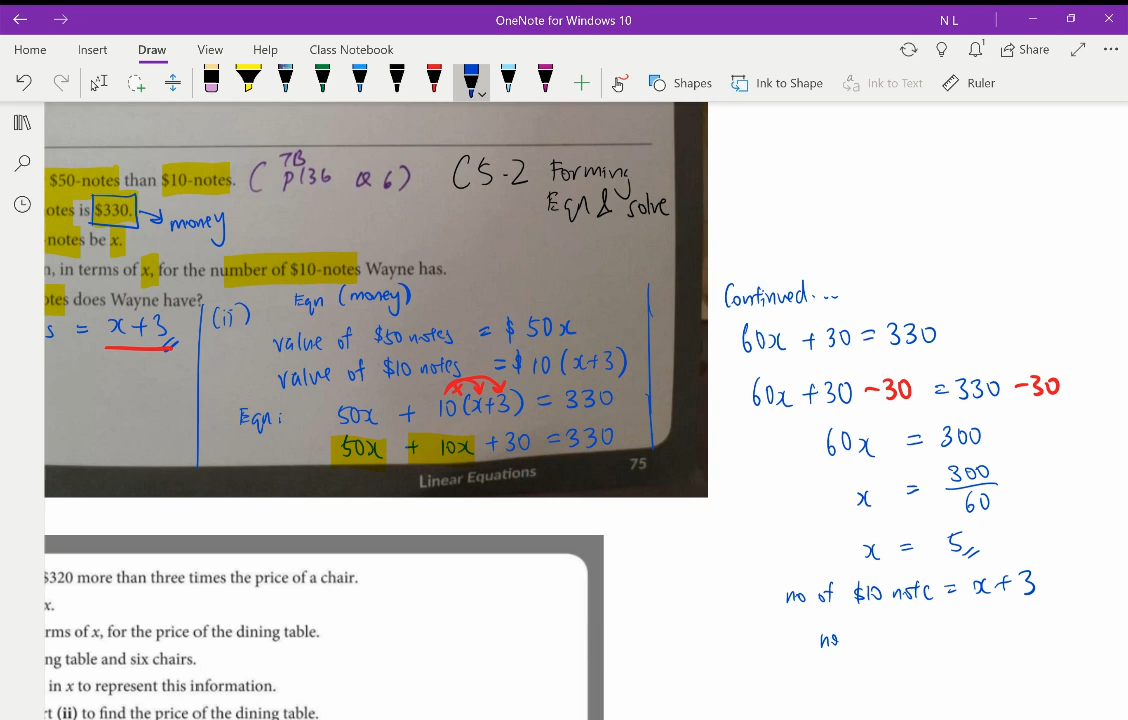 OneNote for Windows 10
N L
Home Insert Draw View Help Class Notebook
1
Share
Shapes
Ink to Shape
Ink to Text
Ruler
$50-notes than $10-notes. ( 7B P136 Q6)
C5-2 Forming
Eqn & solve
otes is $330. → money
notes be x.
n, in terms of x, for the number of $10-notes Wayne has.
otes does Wayne have?
s = x+3
(ii) Eqn (money)
value of $50 notes = $ 50x
value of $10 notes = $ 10(x+3)
Eqn: 50x + 10(x+3) = 330
50x + 10x +30 = 330
75
Linear Equations
Continued...
60x + 30 = 330
60x + 30 -30 = 330 -30
60x = 300
x = 300/60
x = 5
no of $10 note = x+3
no
$320 more than three times the price of a chair.
x.
rms of x, for the price of the dining table.
ng table and six chairs.
in x to represent this information.
rt (ii) to find the price of the dining table.